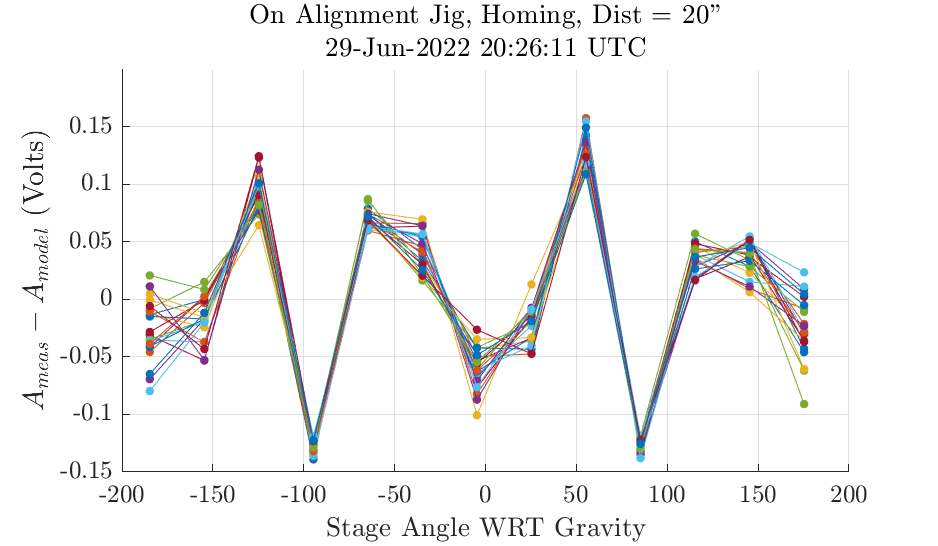 On Alignment Jig, Homing, Dist = 20"
29-Jun-2022 20:26:11 UTC
A_meas − A_model (Volts)
0.15
0.1
0.05
0
-0.05
-0.1
-0.15
-200 -150 -100 -50 0 50 100 150 200
Stage Angle WRT Gravity